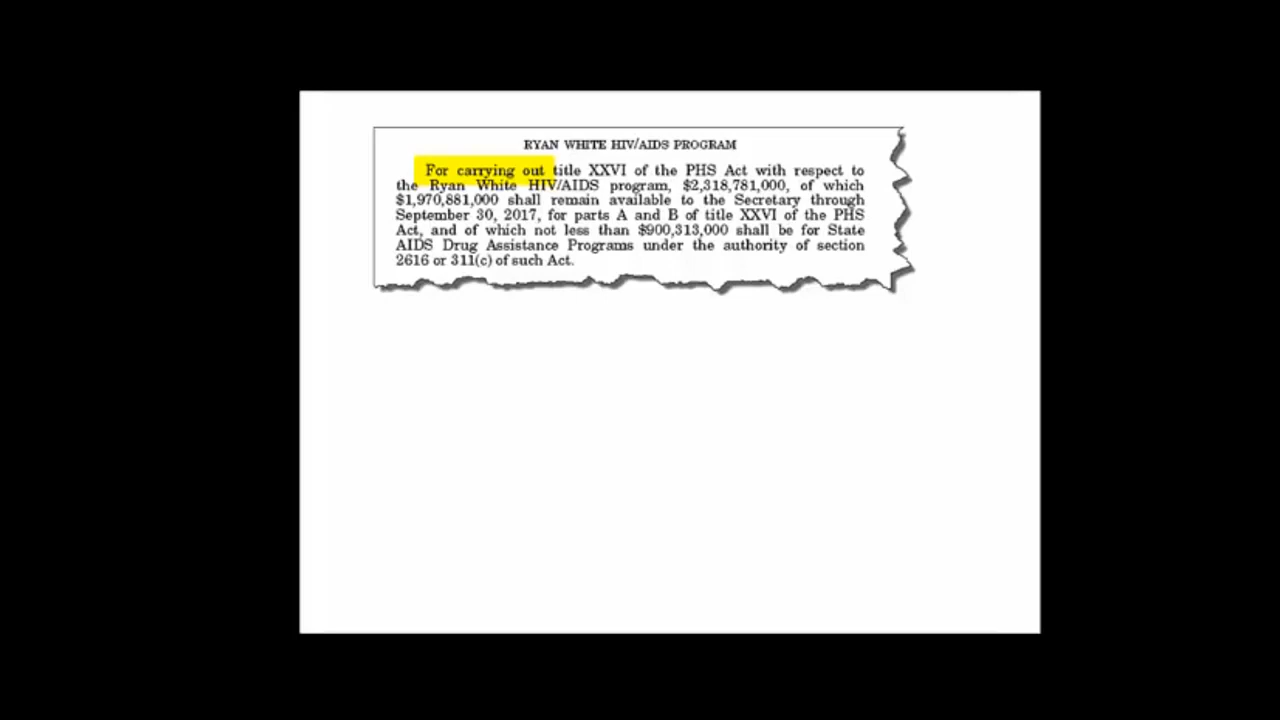 RYAN WHITE HIV/AIDS PROGRAM
For carrying out title XXVI of the PHS Act with respect to
the Ryan White HIV/AIDS program, $2,318,781,000, of which
$1,970,881,000 shall remain available to the Secretary through
September 30, 2017, for parts A and B of title XXVI of the PHS
Act, and of which not less than $900,313,000 shall be for State
AIDS Drug Assistance Programs under the authority of section
2616 or 311(c) of such Act.